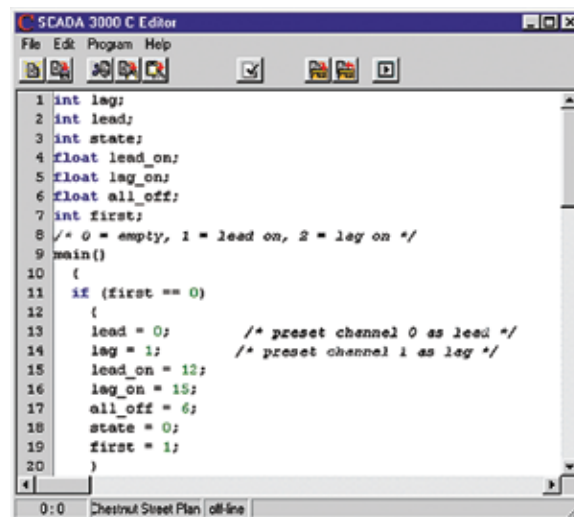 C SCADA 3000 C Editor
File Edit Program Help
1 int lag;
2 int lead;
3 int state;
4 float lead_on;
5 float lag_on;
6 float all_off;
7 int first;
8 /* 0 = empty, 1 = lead on, 2 = lag on */
9 main()
10 {
11 if (first == 0)
12 {
13 lead = 0; /* preset channel 0 as lead */
14 lag = 1; /* preset channel 1 as lag */
15 lead_on = 12;
16 lag_on = 15;
17 all_off = 6;
18 state = 0;
19 first = 1;
20 }
0:0 Chestnut Street Plan off-line